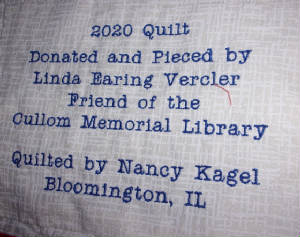 2020 Quilt
Donated and Pieced by
Linda Earing Vercler
Friend of the
Cullom Memorial Library
Quilted by Nancy Kagel
Bloomington, IL